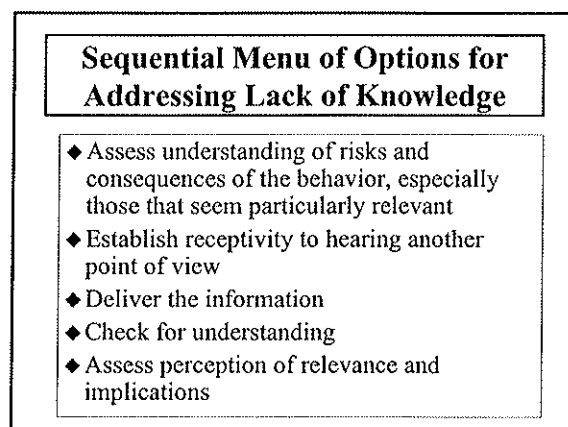 Sequential Menu of Options for
Addressing Lack of Knowledge
◆ Assess understanding of risks and
consequences of the behavior, especially
those that seem particularly relevant
◆ Establish receptivity to hearing another
point of view
◆ Deliver the information
◆ Check for understanding
◆ Assess perception of relevance and
implications